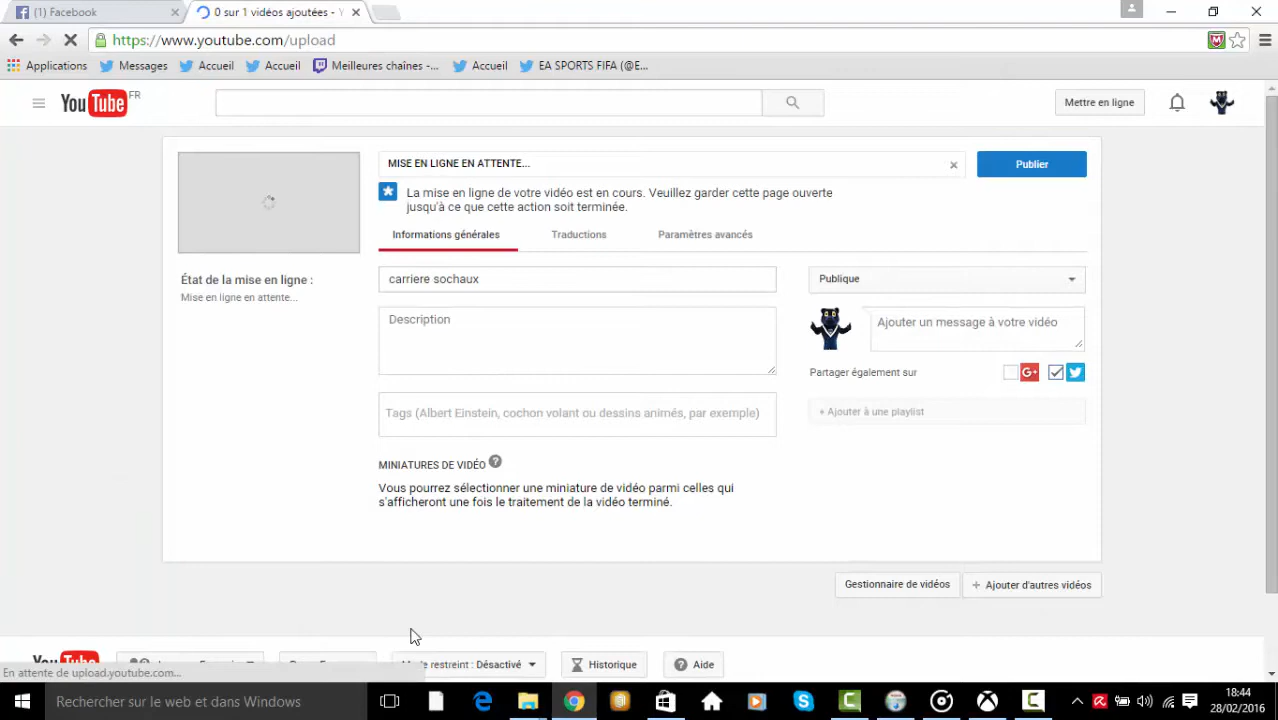 (1) Facebook
0 sur 1 vidéos ajoutées - Y
https://www.youtube.com/upload
Applications Messages Accueil Accueil Meilleures chaînes -... Accueil EA SPORTS FIFA (@E...
YouTube FR
Mettre en ligne
MISE EN LIGNE EN ATTENTE...
Publier
La mise en ligne de votre vidéo est en cours. Veuillez garder cette page ouverte
jusqu'à ce que cette action soit terminée.
Informations générales Traductions Paramètres avancés
État de la mise en ligne :
Mise en ligne en attente...
carriere sochaux
Publique
Description
Ajouter un message à votre vidéo
Partager également sur
G+
Tags (Albert Einstein, cochon volant ou dessins animés, par exemple)
+ Ajouter à une playlist
MINIATURES DE VIDÉO ?
Vous pourrez sélectionner une miniature de vidéo parmi celles qui
s'afficheront une fois le traitement de la vidéo terminé.
Gestionnaire de vidéos + Ajouter d'autres vidéos
restreint : Désactivé Historique ? Aide
En attente de upload.youtube.com...
Rechercher sur le web et dans Windows
18:44
28/02/2016